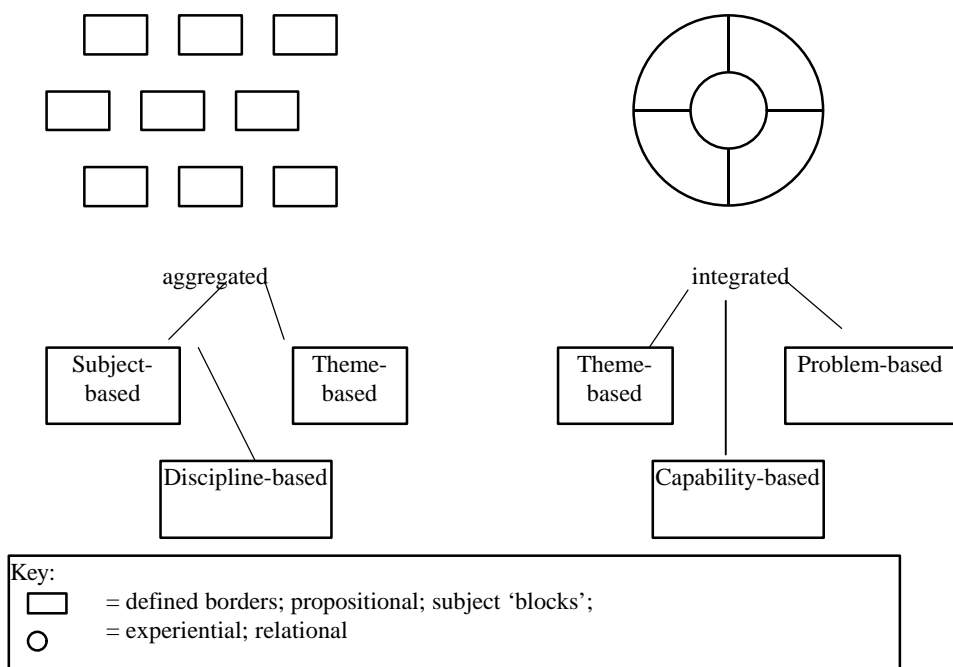 aggregated
integrated
Subject-
based
Theme-
based
Theme-
based
Problem-based
Discipline-based
Capability-based
Key:
= defined borders; propositional; subject ‘blocks’;
= experiential; relational